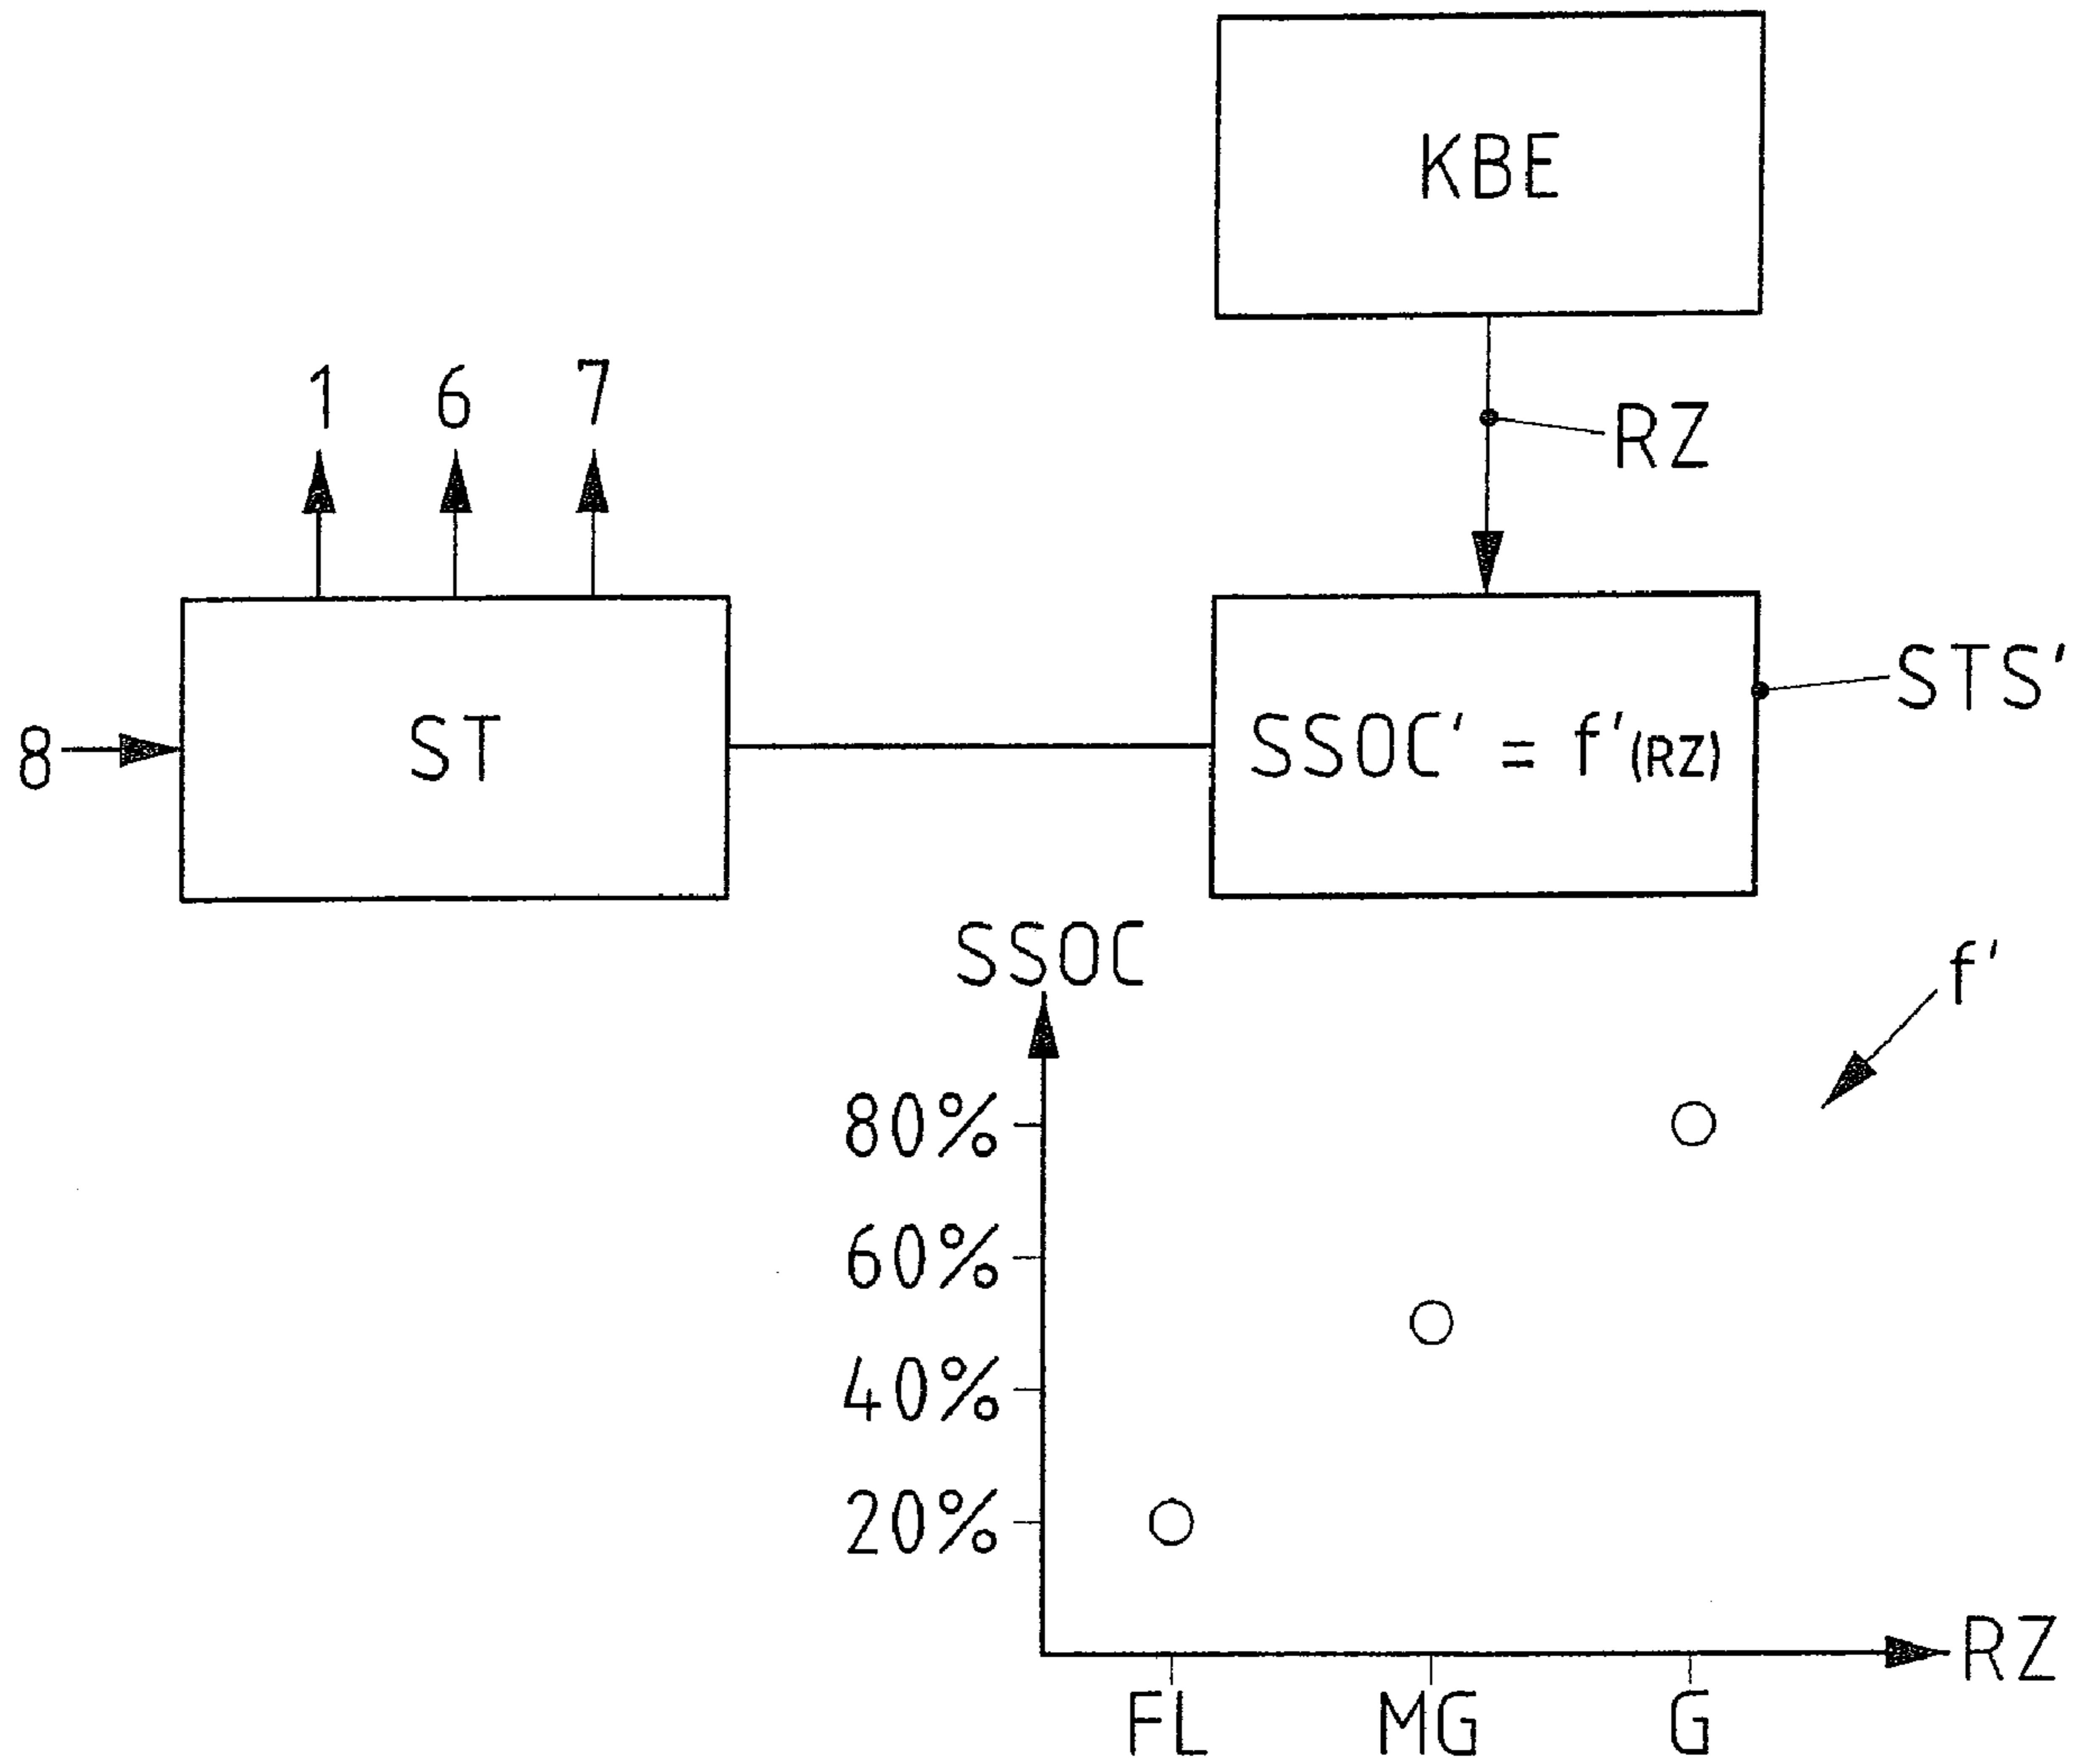 KBE
1 6 7
RZ
STS'
8
ST
SSOC' = f'(RZ)
SSOC
f'
80%
60%
40%
20%
RZ
FL MG G